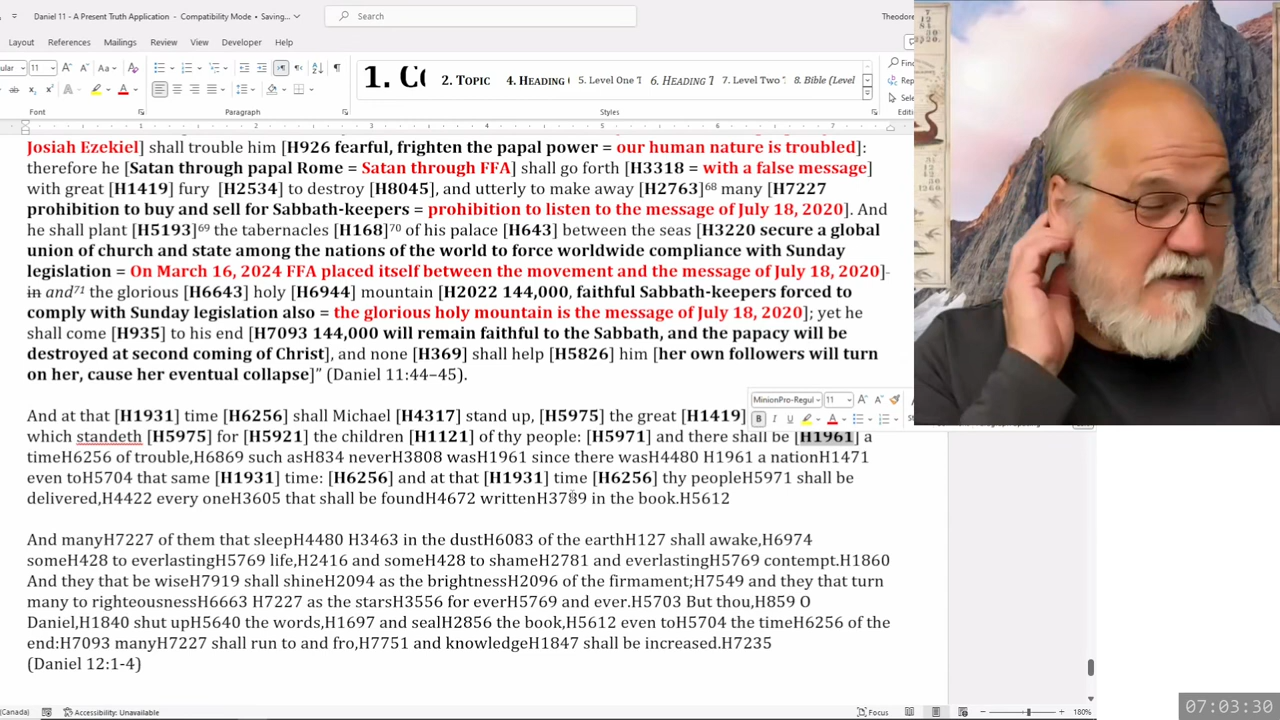 Daniel 11 - A Present Truth Application - Compatibility Mode • Saving...
Search
Theodore
Layout References Mailings Review View Developer Help
11
Aa
1. Co
2. Topic
4. Heading
5. Level One
6. Heading
7. Level Two
8. Bible (Level
Font
Paragraph
Styles
Josiah Ezekiel] shall trouble him [H926 fearful, frighten the papal power = our human nature is troubled]:
therefore he [Satan through papal Rome = Satan through FFA] shall go forth [H3318 = with a false message]
with great [H1419] fury [H2534] to destroy [H8045], and utterly to make away [H2763]68 many [H7227
prohibition to buy and sell for Sabbath-keepers = prohibition to listen to the message of July 18, 2020]. And
he shall plant [H5193]69 the tabernacles [H168]70 of his palace [H643] between the seas [H3220 secure a global
union of church and state among the nations of the world to force worldwide compliance with Sunday
legislation = On March 16, 2024 FFA placed itself between the movement and the message of July 18, 2020]
in and71 the glorious [H6643] holy [H6944] mountain [H2022 144,000, faithful Sabbath-keepers forced to
comply with Sunday legislation also = the glorious holy mountain is the message of July 18, 2020]; yet he
shall come [H935] to his end [H7093 144,000 will remain faithful to the Sabbath, and the papacy will be
destroyed at second coming of Christ], and none [H369] shall help [H5826] him [her own followers will turn
on her, cause her eventual collapse]” (Daniel 11:44–45).
MinionPro-Regul 11
And at that [H1931] time [H6256] shall Michael [H4317] stand up, [H5975] the great [H1419]
which standeth [H5975] for [H5921] the children [H1121] of thy people: [H5971] and there shall be [H1961] a
timeH6256 of trouble,H6869 such asH834 neverH3808 wasH1961 since there wasH4480 H1961 a nationH1471
even toH5704 that same [H1931] time: [H6256] and at that [H1931] time [H6256] thy peopleH5971 shall be
delivered,H4422 every oneH3605 that shall be foundH4672 writtenH3789 in the book.H5612
And manyH7227 of them that sleepH4480 H3463 in the dustH6083 of the earthH127 shall awake,H6974
someH428 to everlastingH5769 life,H2416 and someH428 to shameH2781 and everlastingH5769 contempt.H1860
And they that be wiseH7919 shall shineH2094 as the brightnessH2096 of the firmament;H7549 and they that turn
many to righteousnessH6663 H7227 as the starsH3556 for everH5769 and ever.H5703 But thou,H859 O
Daniel,H1840 shut upH5640 the words,H1697 and sealH2856 the book,H5612 even toH5704 the timeH6256 of the
end:H7093 manyH7227 shall run to and fro,H7751 and knowledgeH1847 shall be increased.H7235
(Daniel 12:1-4)
(Canada) Accessibility: Unavailable
Focus
180%
07:03:30